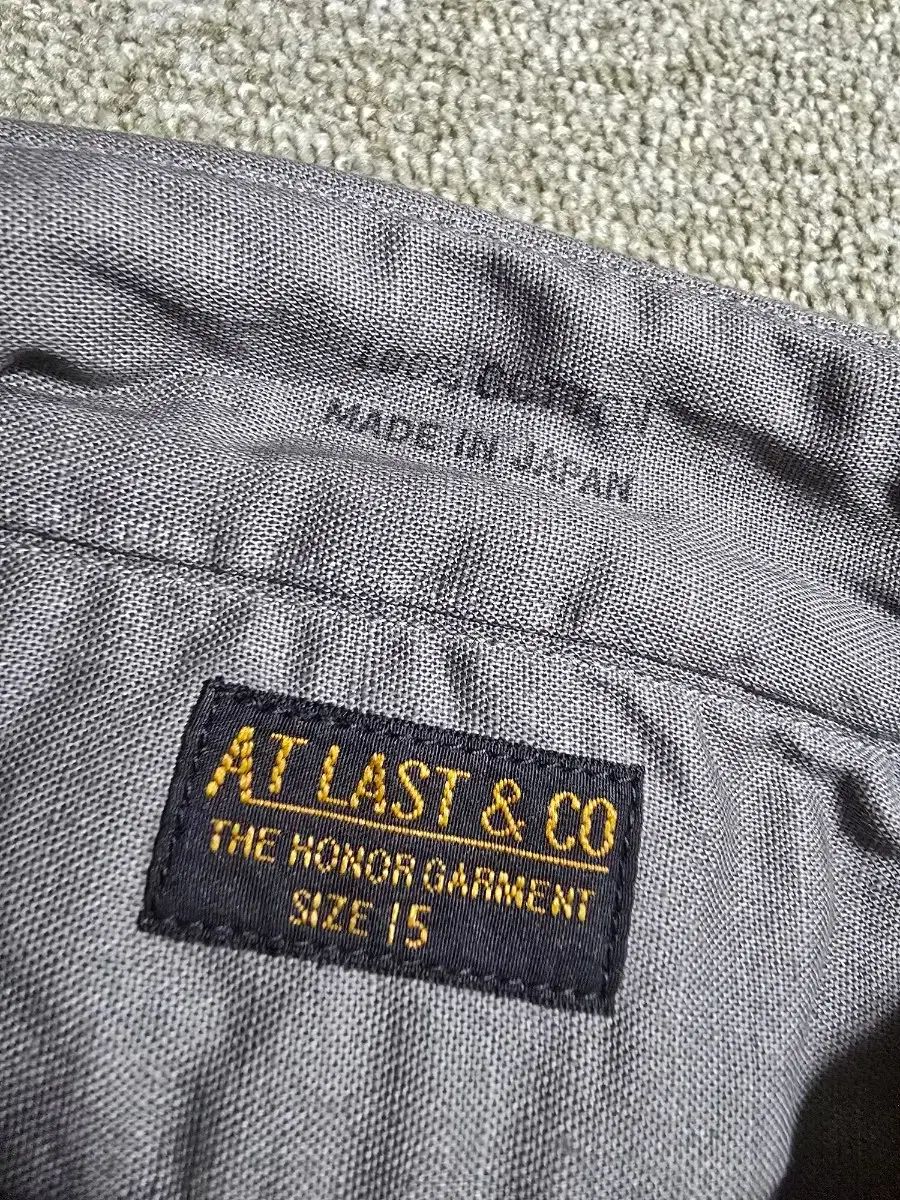 MADE IN JAPAN
AT LAST & CO
THE HONOR GARMENT
SIZE 15